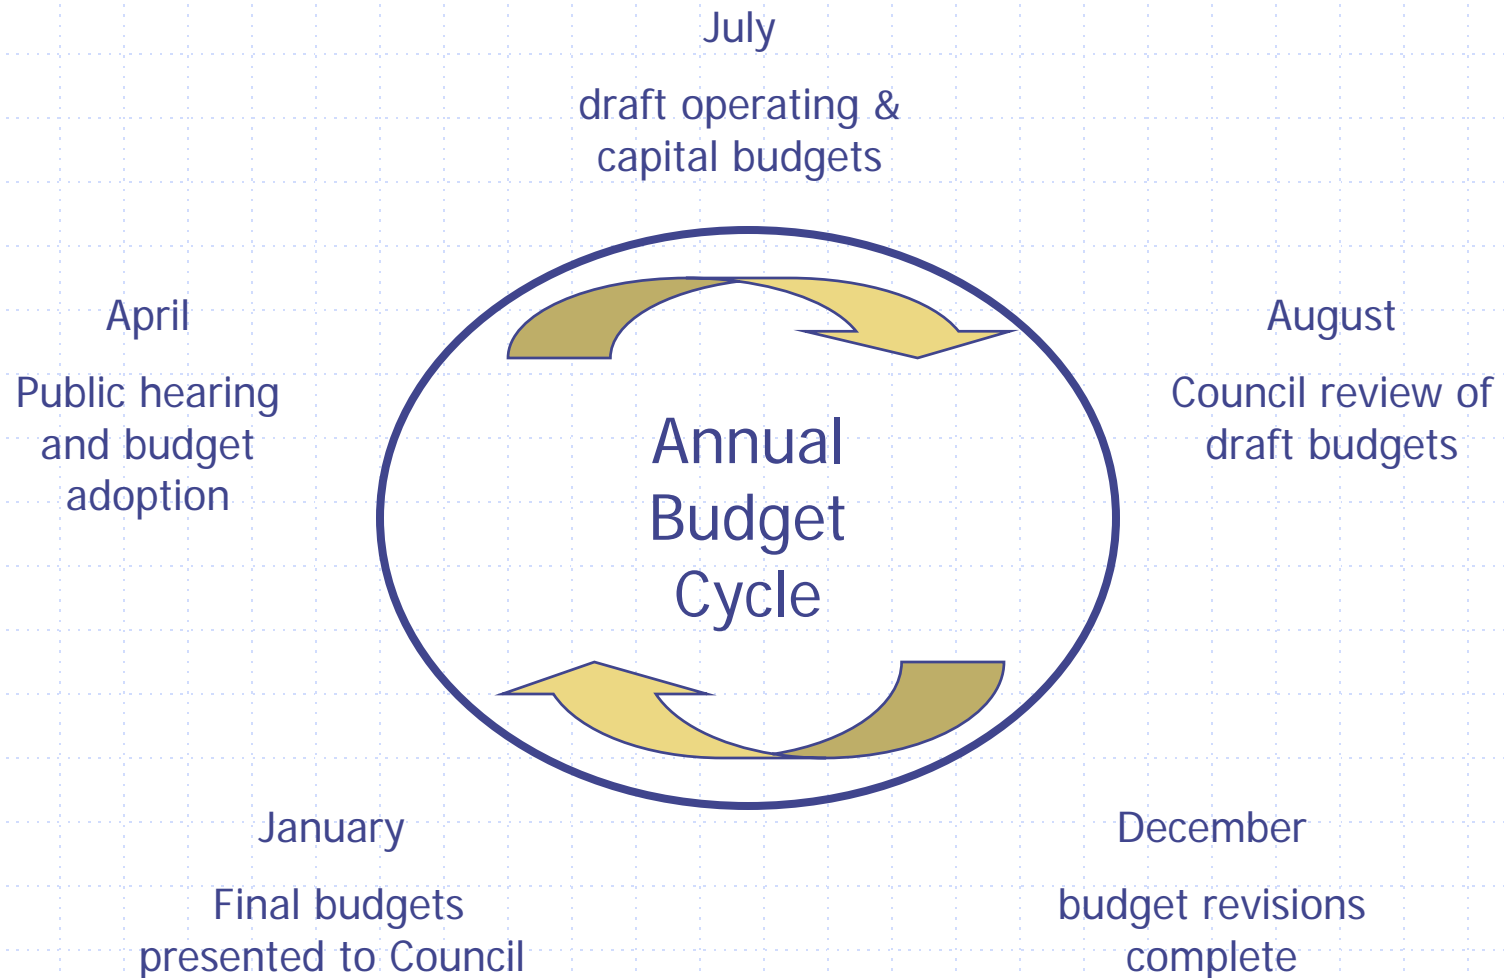 July
draft operating &
capital budgets
April
Public hearing
and budget
adoption
August
Council review of
draft budgets
Annual
Budget
Cycle
January
Final budgets
presented to Council
December
budget revisions
complete